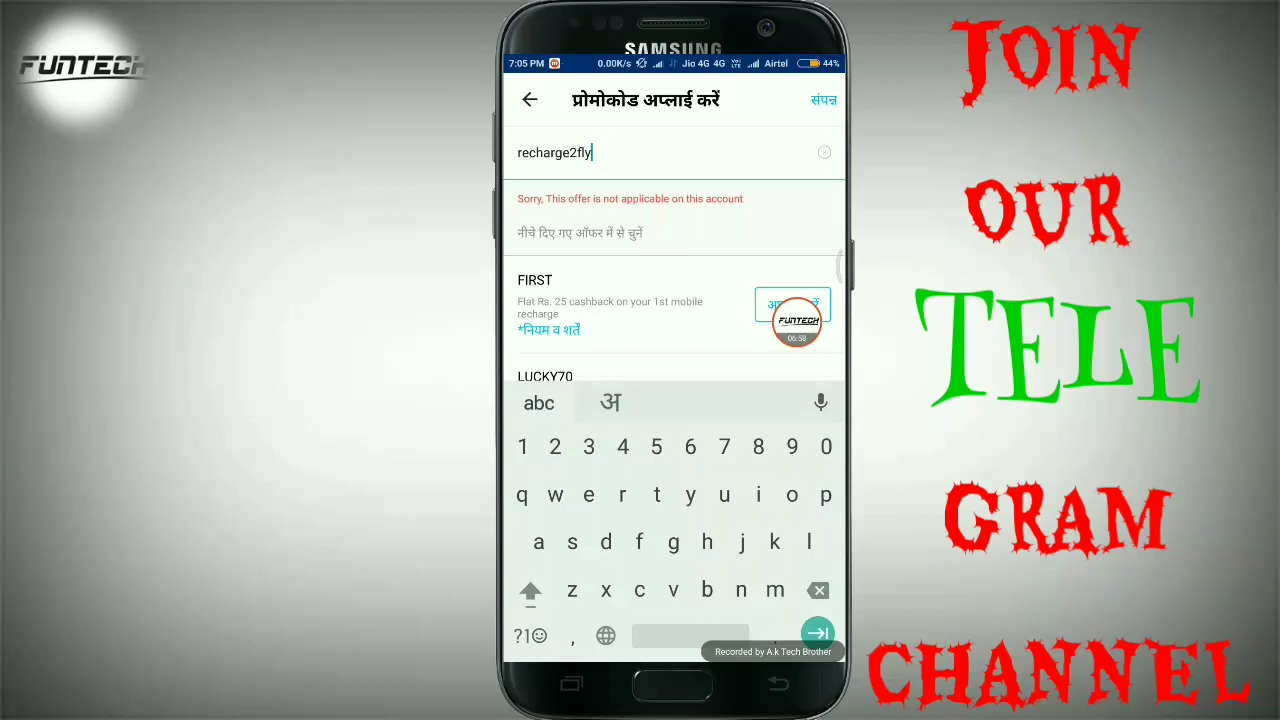 FUNTECH
SAMSUNG
7:05 PM 0.00K/s Jio 4G 4G Airtel 44%
प्रोमोकोड अप्लाई करें
संपन्न
recharge2fly
Sorry, This offer is not applicable on this account
नीचे दिए गए ऑफर में से चुनें
FIRST
Flat Rs. 25 cashback on your 1st mobile
recharge
*नियम व शर्तें
FUNTECH
06:58
LUCKY70
abc अ
1 2 3 4 5 6 7 8 9 0
q w e r t y u i o p
a s d f g h j k l
z x c v b n m
?1 , .
Recorded by A.k Tech Brother
JOIN
OUR
TELE
GRAM
CHANNEL